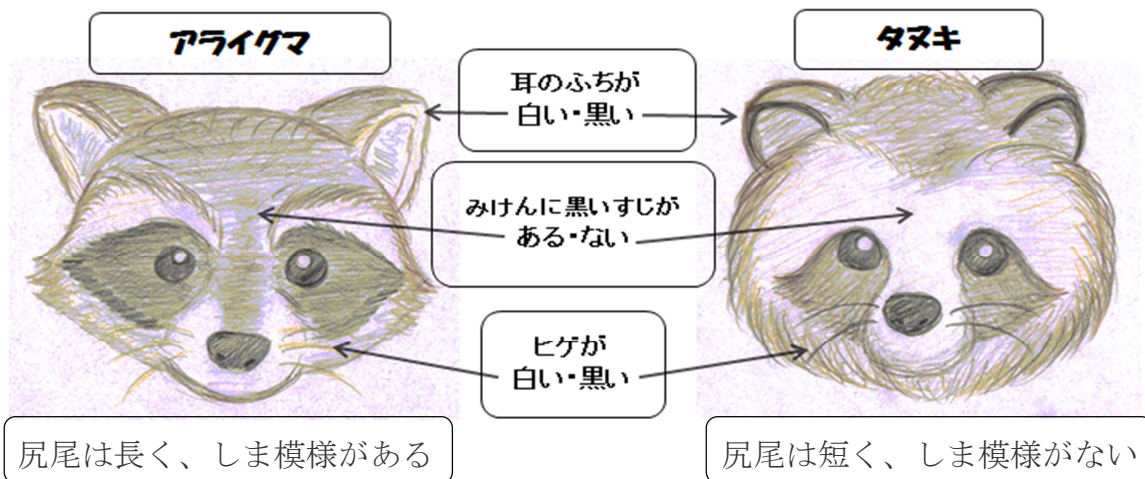 アライグマ
タヌキ
耳のふちが
白い・黒い
みけんに黒いすじが
ある・ない
ヒゲが
白い・黒い
尻尾は長く、しま模様がある
尻尾は短く、しま模様がない